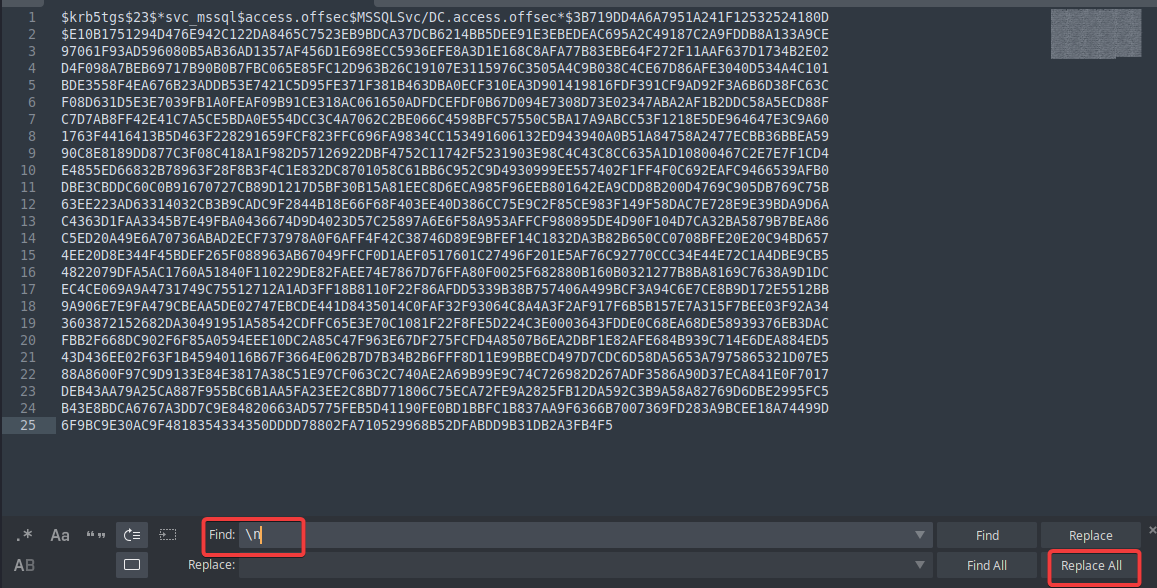 1 $krb5tgs$23$*svc_mssql$access.offsec$MSSQLSvc/DC.access.offsec*$3B719DD4A6A7951A241F12532524180D
2 $E10B1751294D476E942C122DA8465C7523EB9BDCA37DCB6214BB5DEE91E3EBEDEAC695A2C49187C2A9FDDB8A133A9CE
3 97061F93AD596080B5AB36AD1357AF456D1E698ECC5936EFE8A3D1E168C8AFA77B83EBE64F272F11AAF637D1734B2E02
4 D4F098A7BEB69717B90B0B7FBC065E85FC12D963B26C19107E3115976C3505A4C9B038C4CE67D86AFE3040D534A4C101
5 BDE3558F4EA676B23ADDB53E7421C5D95FE371F381B463DBA0ECF310EA3D901419816FDF391CF9AD92F3A6B6D38FC63C
6 F08D631D5E3E7039FB1A0FEAF09B91CE318AC061650ADFDCEFDF0B67D094E7308D73E02347ABA2AF1B2DDC58A5ECD88F
7 C7D7AB8FF42E41C7A5CE5BDA0E554DCC3C4A7062C2BE066C4598BFC57550C5BA17A9ABCC53F1218E5DE964647E3C9A60
8 1763F4416413B5D463F228291659FCF823FFC696FA9834CC153491606132ED943940A0B51A84758A2477ECBB36BBEA59
9 90C8E8189DD877C3F08C418A1F982D57126922DBF4752C11742F5231903E98C4C43C8CC635A1D10800467C2E7E7F1CD4
10 E4855ED66832B78963F28F8B3F4C1E832DC8701058C61BB6C952C9D4930999EE557402F1FF4F0C692EAFC9466539AFB0
11 DBE3CBDDC60C0B91670727CB89D1217D5BF30B15A81EEC8D6ECA985F96EEB801642EA9CDD8B200D4769C905DB769C75B
12 63EE223AD63314032CB3B9CADC9F2844B18E66F68F403EE40D386CC75E9C2F85CE983F149F58DAC7E728E9E39BDA9D6A
13 C4363D1FAA3345B7E49FBA0436674D9D4023D57C25897A6E6F58A953AFFCF980895DE4D90F104D7CA32BA5879B7BEA86
14 C5ED20A49E6A70736ABAD2ECF737978A0F6AFF4F42C38746D89E9BFEF14C1832DA3B82B650CC0708BFE20E20C94BD657
15 4EE20D8E344F45BDEF265F088963AB67049FFCF0D1AEF0517601C27496F201E5AF76C92770CCC34E44E72C1A4DBE9CB5
16 4822079DFA5AC1760A51840F110229DE82FAEE74E7867D76FFA80F0025F682880B160B0321277B8BA8169C7638A9D1DC
17 EC4CE069A9A4731749C75512712A1AD3FF18B8110F22F86AFDD5339B38B757406A499BCF3A94C6E7CE8B9D172E5512BB
18 9A906E7E9FA479CBEAA5DE02747EBCDE441D8435014C0FAF32F93064C8A4A3F2AF917F6B5B157E7A315F7BEE03F92A34
19 3603872152682DA30491951A58542CDFFC65E3E70C1081F22F8FE5D224C3E0003643FDDE0C68EA68DE58939376EB3DAC
20 FBB2F668DC902F6F85A0594EEE10DC2A85C47F963E67DF275FCFD4A8507B6EA2DBF1E82AFE684B939C714E6DEA884ED5
21 43D436EE02F63F1B45940116B67F3664E062B7D7B34B2B6FFF8D11E99BBECD497D7CDC6D58DA5653A7975865321D07E5
22 88A8600F97C9D9133E84E3817A38C51E97CF063C2C740AE2A69B99E9C74C726982D267ADF3586A90D37ECA841E0F7017
23 DEB43AA79A25CA887F955BC6B1AA5FA23EE2C8BD771806C75ECA72FE9A2825FB12DA592C3B9A58A82769D6DBE2995FC5
24 B43E8BDCA6767A3DD7C9E84820663AD5775FEB5D41190FE0BD1BBFC1B837AA9F6366B7007369FD283A9BCEE18A74499D
25 6F9BC9E30AC9F4818354334350DDDD78802FA710529968B52DFABDD9B31DB2A3FB4F5
.* Aa “” Find: \n Find Replace
AB Replace: Find All Replace All